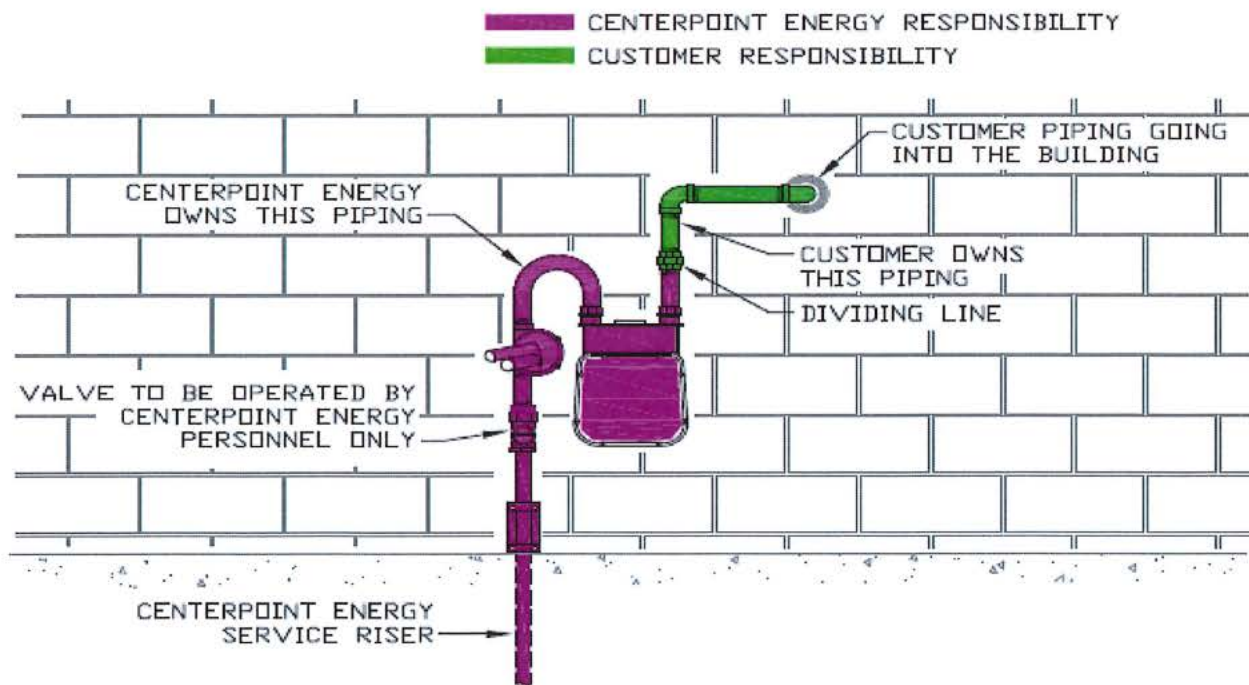 CENTERPOINT ENERGY RESPONSIBILITY
CUSTOMER RESPONSIBILITY
CUSTOMER PIPING GOING
INTO THE BUILDING
CENTERPOINT ENERGY
OWNS THIS PIPING
CUSTOMER OWNS
THIS PIPING
DIVIDING LINE
VALVE TO BE OPERATED BY
CENTERPOINT ENERGY
PERSONNEL ONLY
CENTERPOINT ENERGY
SERVICE RISER